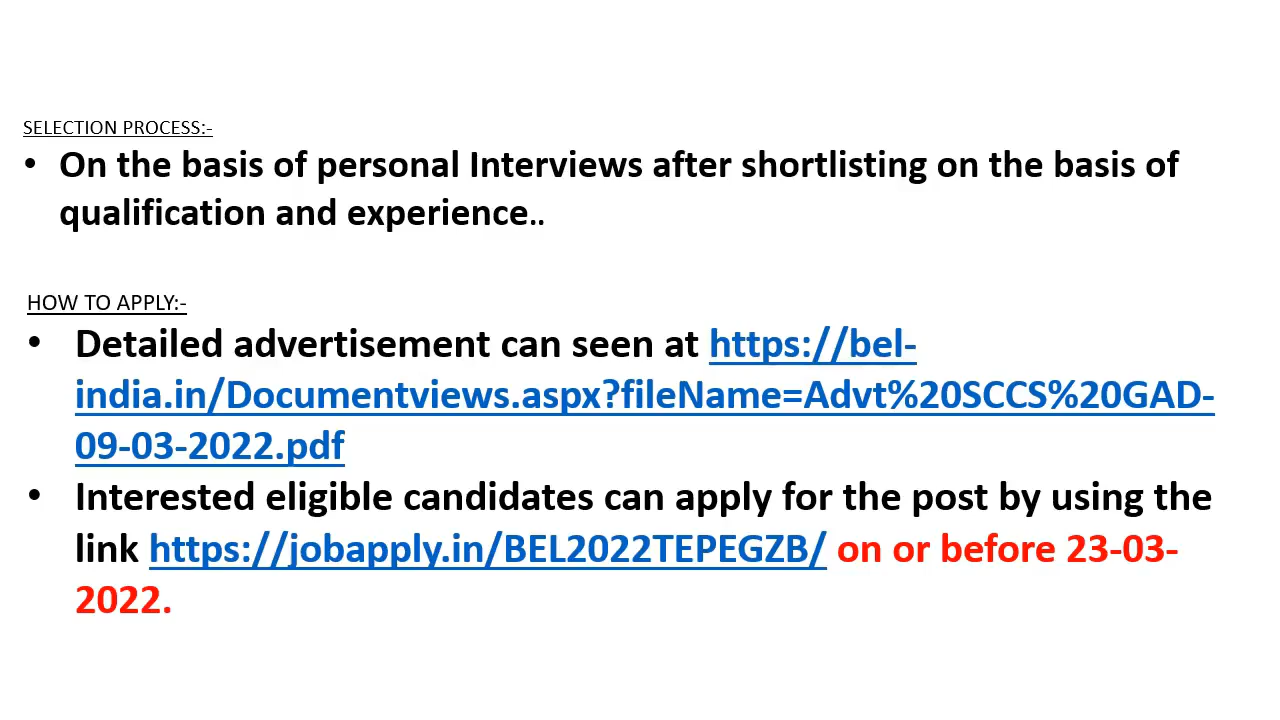 SELECTION PROCESS:-
• On the basis of personal Interviews after shortlisting on the basis of
qualification and experience..
HOW TO APPLY:-
• Detailed advertisement can seen at https://bel-
india.in/Documentviews.aspx?fileName=Advt%20SCCS%20GAD-
09-03-2022.pdf
• Interested eligible candidates can apply for the post by using the
link https://jobapply.in/BEL2022TEPEGZB/ on or before 23-03-
2022.